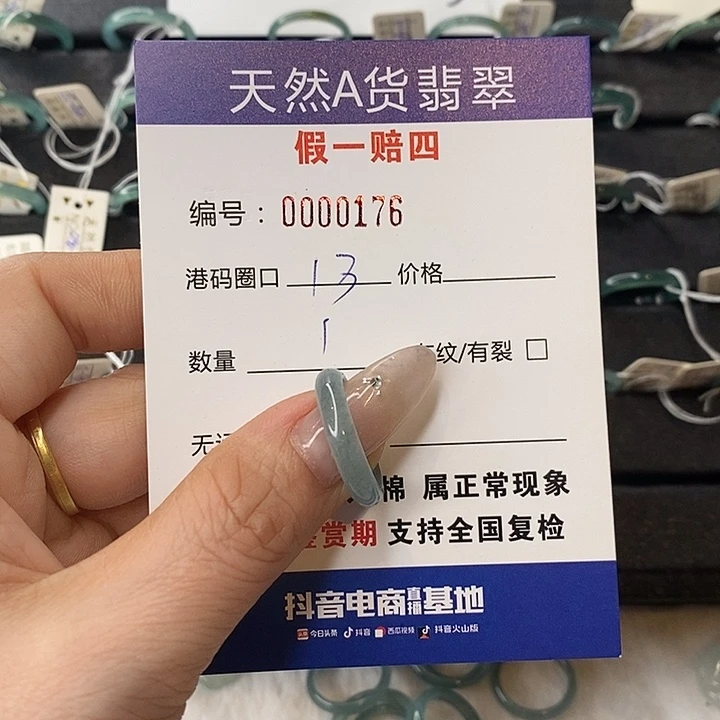 天然A货翡翠
假一赔四
编号：0000176
港码圈口 13 价格
数量 1 纹/有裂 □
无
棉 属正常现象
赏期 支持全国复检
抖音电商直播基地
今日头条 抖音 西瓜视频 抖音火山版